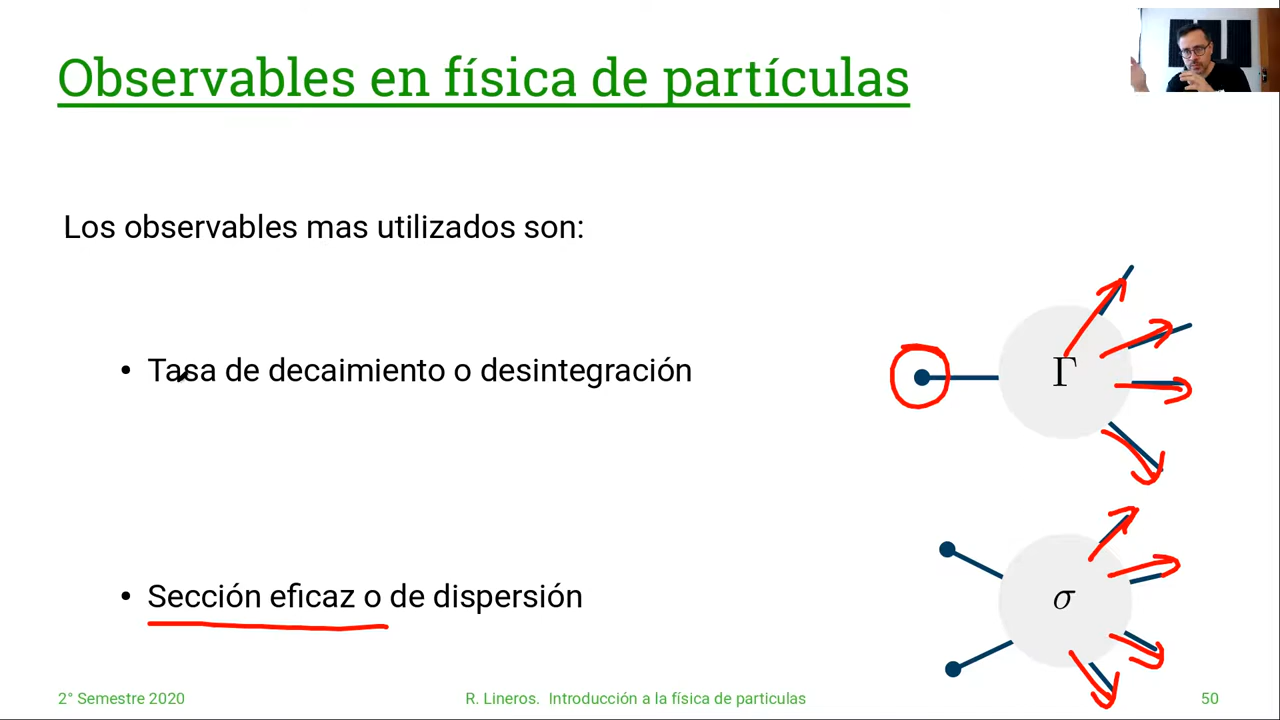 Observables en física de partículas
Los observables mas utilizados son:
• Tasa de decaimiento o desintegración
Γ
• Sección eficaz o de dispersión
σ
2° Semestre 2020
R. Lineros. Introducción a la física de particulas
50